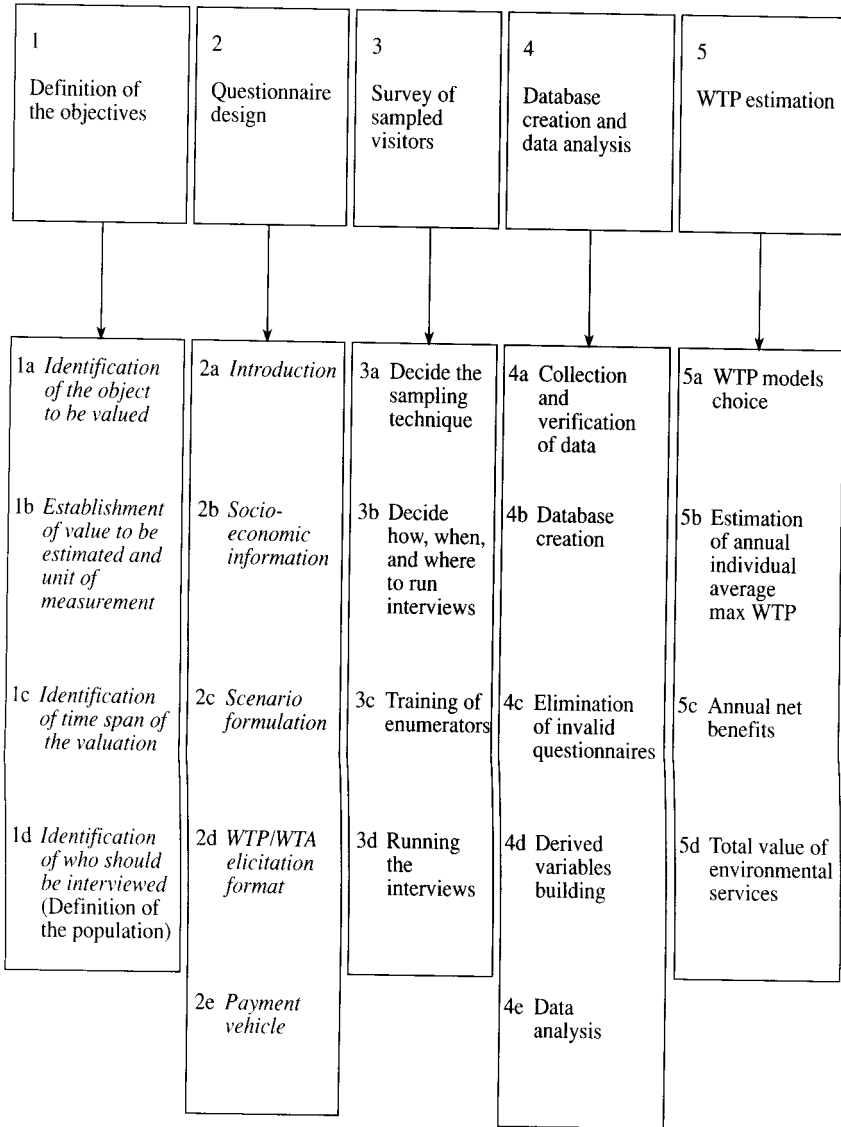 1
Definition of
the objectives
2
Questionnaire
design
3
Survey of
sampled
visitors
4
Database
creation and
data analysis
5
WTP estimation
1a Identification
of the object
to be valued
1b Establishment
of value to be
estimated and
unit of
measurement
1c Identification
of time span of
the valuation
1d Identification
of who should
be interviewed
(Definition of
the population)
2a Introduction
2b Socio-
economic
information
2c Scenario
formulation
2d WTP/WTA
elicitation
format
2e Payment
vehicle
3a Decide the
sampling
technique
3b Decide
how, when,
and where
to run
interviews
3c Training of
enumerators
3d Running
the
interviews
4a Collection
and
verification
of data
4b Database
creation
4c Elimination
of invalid
questionnaires
4d Derived
variables
building
4e Data
analysis
5a WTP models
choice
5b Estimation
of annual
individual
average
max WTP
5c Annual net
benefits
5d Total value of
environmental
services